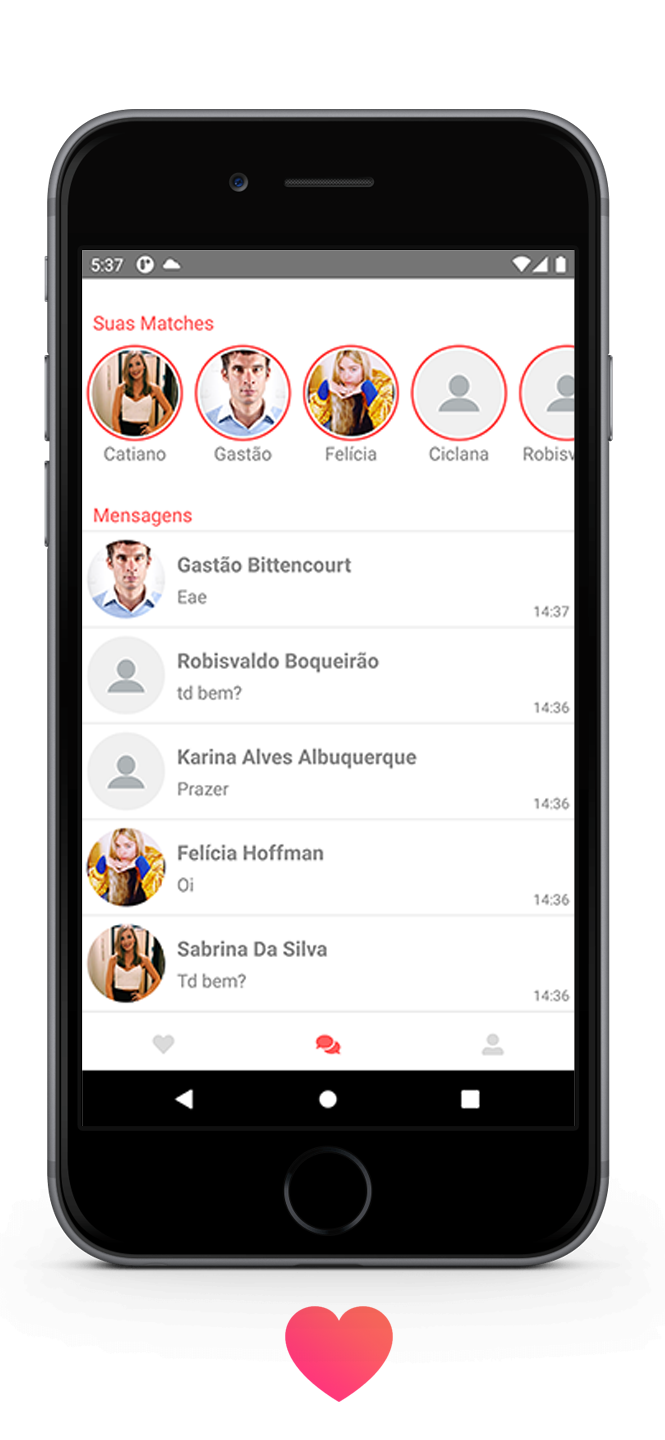 5:37
Suas Matches
Catiano Gastão Felícia Ciclana Robisv
Mensagens
Gastão Bittencourt
Eae
14:37
Robisvaldo Boqueirão
td bem?
14:36
Karina Alves Albuquerque
Prazer
14:36
Felícia Hoffman
Oi
14:36
Sabrina Da Silva
Td bem?
14:36